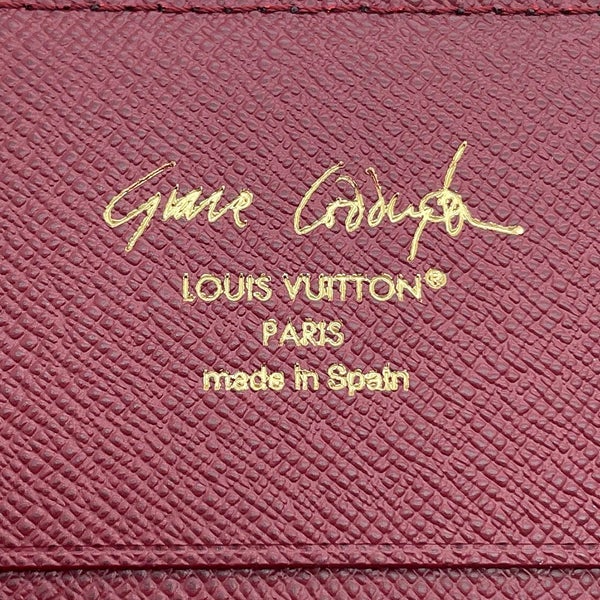 Grace Coddington
LOUIS VUITTON®
PARIS
made in Spain